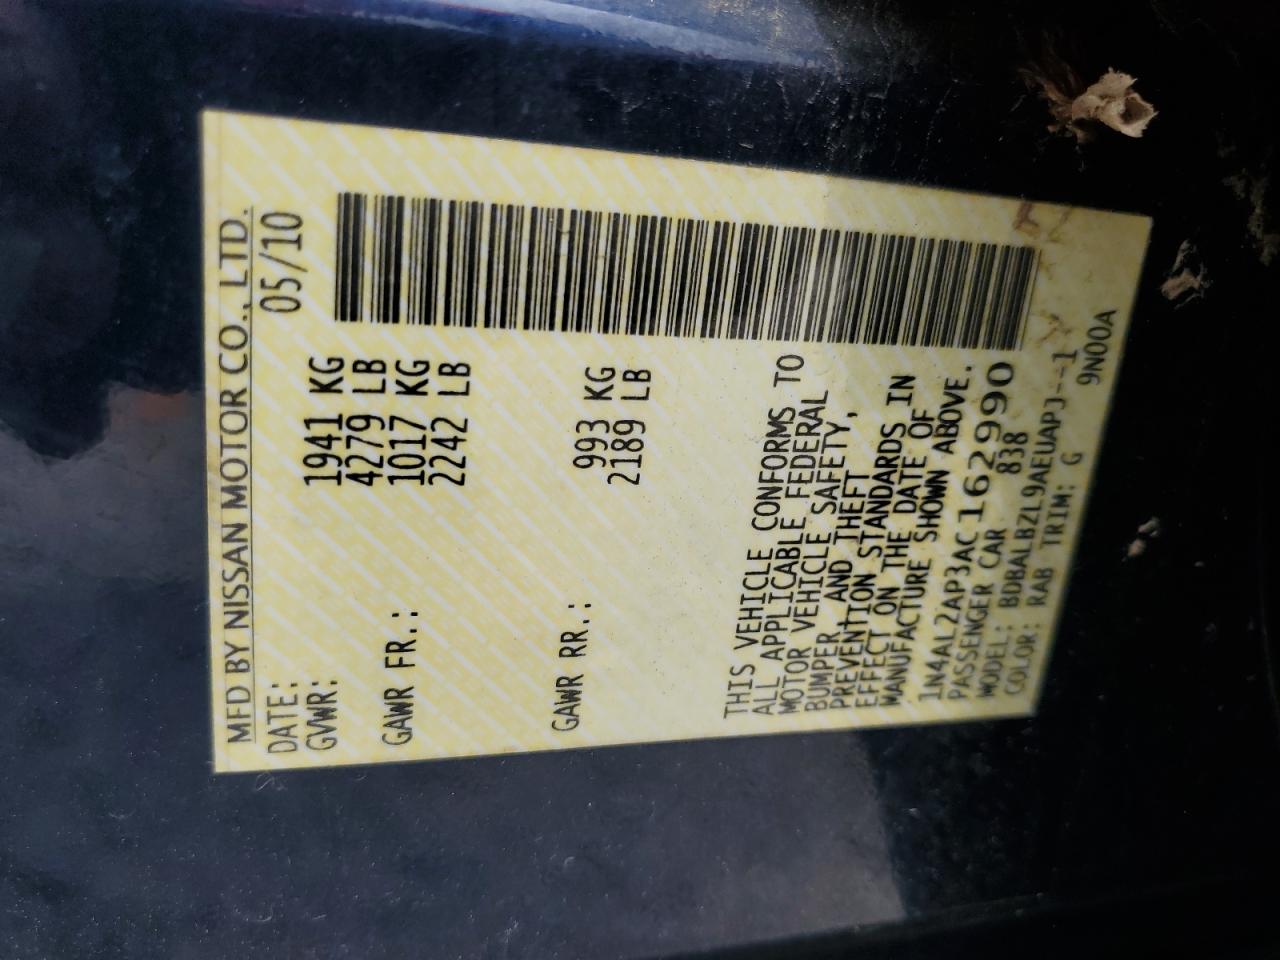 MFD BY NISSAN MOTOR CO., LTD.
DATE: 05/10
GVWR: 1941 KG
4279 LB
GAWR FR.: 1017 KG
2242 LB
GAWR RR.: 993 KG
2189 LB
THIS VEHICLE CONFORMS TO
ALL APPLICABLE FEDERAL
MOTOR VEHICLE SAFETY,
BUMPER, AND THEFT
PREVENTION STANDARDS IN
EFFECT ON THE DATE OF
MANUFACTURE SHOWN ABOVE.
1N4AL2AP3AC162990
PASSENGER CAR 838
MODEL: BDBALBZL9AEUAPJ--1
COLOR: RAB TRIM: G 9N00A